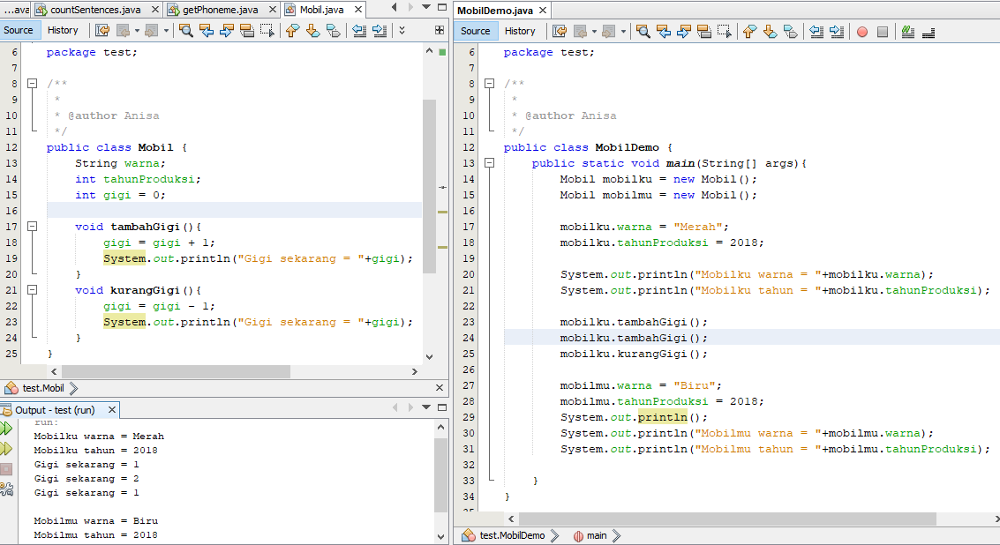 ...ava countSentences.java getPhoneme.java Mobil.java
Source History
6 package test;
7
8 /**
9 *
10 * @author Anisa
11 */
12 public class Mobil {
13 String warna;
14 int tahunProduksi;
15 int gigi = 0;
16
17 void tambahGigi(){
18 gigi = gigi + 1;
19 System.out.println("Gigi sekarang = "+gigi);
20 }
21 void kurangGigi(){
22 gigi = gigi - 1;
23 System.out.println("Gigi sekarang = "+gigi);
24 }
25 }
test.Mobil
Output - test (run)
run:
Mobilku warna = Merah
Mobilku tahun = 2018
Gigi sekarang = 1
Gigi sekarang = 2
Gigi sekarang = 1

Mobilmu warna = Biru
Mobilmu tahun = 2018
MobilDemo.java
Source History
6 package test;
7
8 /**
9 *
10 * @author Anisa
11 */
12 public class MobilDemo {
13 public static void main(String[] args){
14 Mobil mobilku = new Mobil();
15 Mobil mobilmu = new Mobil();
16
17 mobilku.warna = "Merah";
18 mobilku.tahunProduksi = 2018;
19
20 System.out.println("Mobilku warna = "+mobilku.warna);
21 System.out.println("Mobilku tahun = "+mobilku.tahunProduksi);
22
23 mobilku.tambahGigi();
24 mobilku.tambahGigi();
25 mobilku.kurangGigi();
26
27 mobilmu.warna = "Biru";
28 mobilmu.tahunProduksi = 2018;
29 System.out.println();
30 System.out.println("Mobilmu warna = "+mobilmu.warna);
31 System.out.println("Mobilmu tahun = "+mobilmu.tahunProduksi);
32
33 }
34 }
test.MobilDemo main